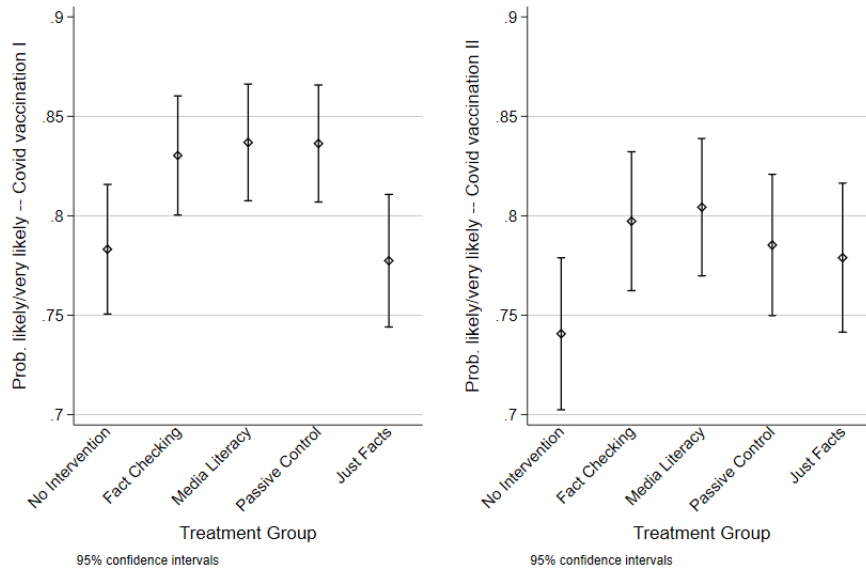 Prob. likely/very likely -- Covid vaccination I
.9
.85
.8
.75
.7
No Intervention
Fact Checking
Media Literacy
Passive Control
Just Facts
Treatment Group
95% confidence intervals
Prob. likely/very likely -- Covid vaccination II
.9
.85
.8
.75
.7
No Intervention
Fact Checking
Media Literacy
Passive Control
Just Facts
Treatment Group
95% confidence intervals